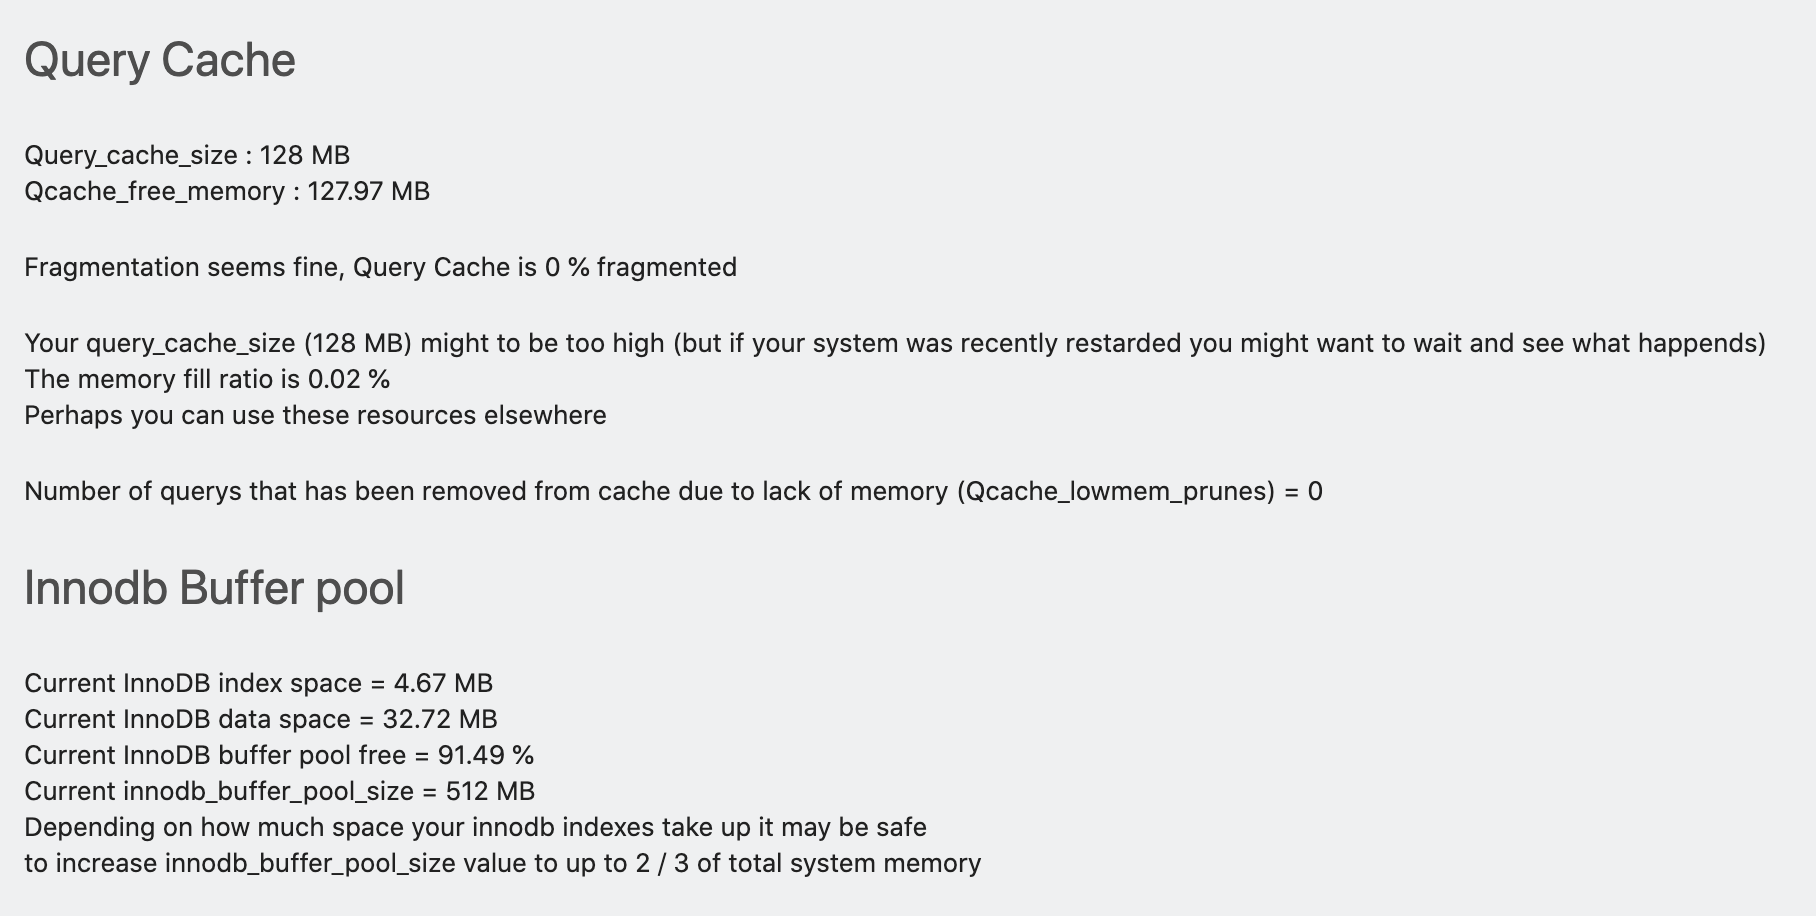 Query Cache
Query_cache_size : 128 MB
Qcache_free_memory : 127.97 MB
Fragmentation seems fine, Query Cache is 0 % fragmented
Your query_cache_size (128 MB) might to be too high (but if your system was recently restarded you might want to wait and see what happends)
The memory fill ratio is 0.02 %
Perhaps you can use these resources elsewhere
Number of querys that has been removed from cache due to lack of memory (Qcache_lowmem_prunes) = 0
Innodb Buffer pool
Current InnoDB index space = 4.67 MB
Current InnoDB data space = 32.72 MB
Current InnoDB buffer pool free = 91.49 %
Current innodb_buffer_pool_size = 512 MB
Depending on how much space your innodb indexes take up it may be safe
to increase innodb_buffer_pool_size value to up to 2 / 3 of total system memory